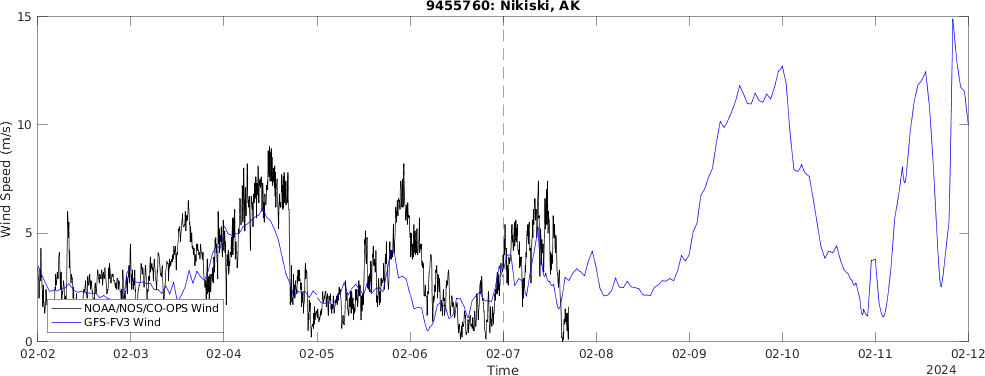 9455760: Nikiski, AK
Wind Speed (m/s)
15
10
5
0
NOAA/NOS/CO-OPS Wind
GFS-FV3 Wind
02-02 02-03 02-04 02-05 02-06 02-07 02-08 02-09 02-10 02-11 02-12
Time
2024